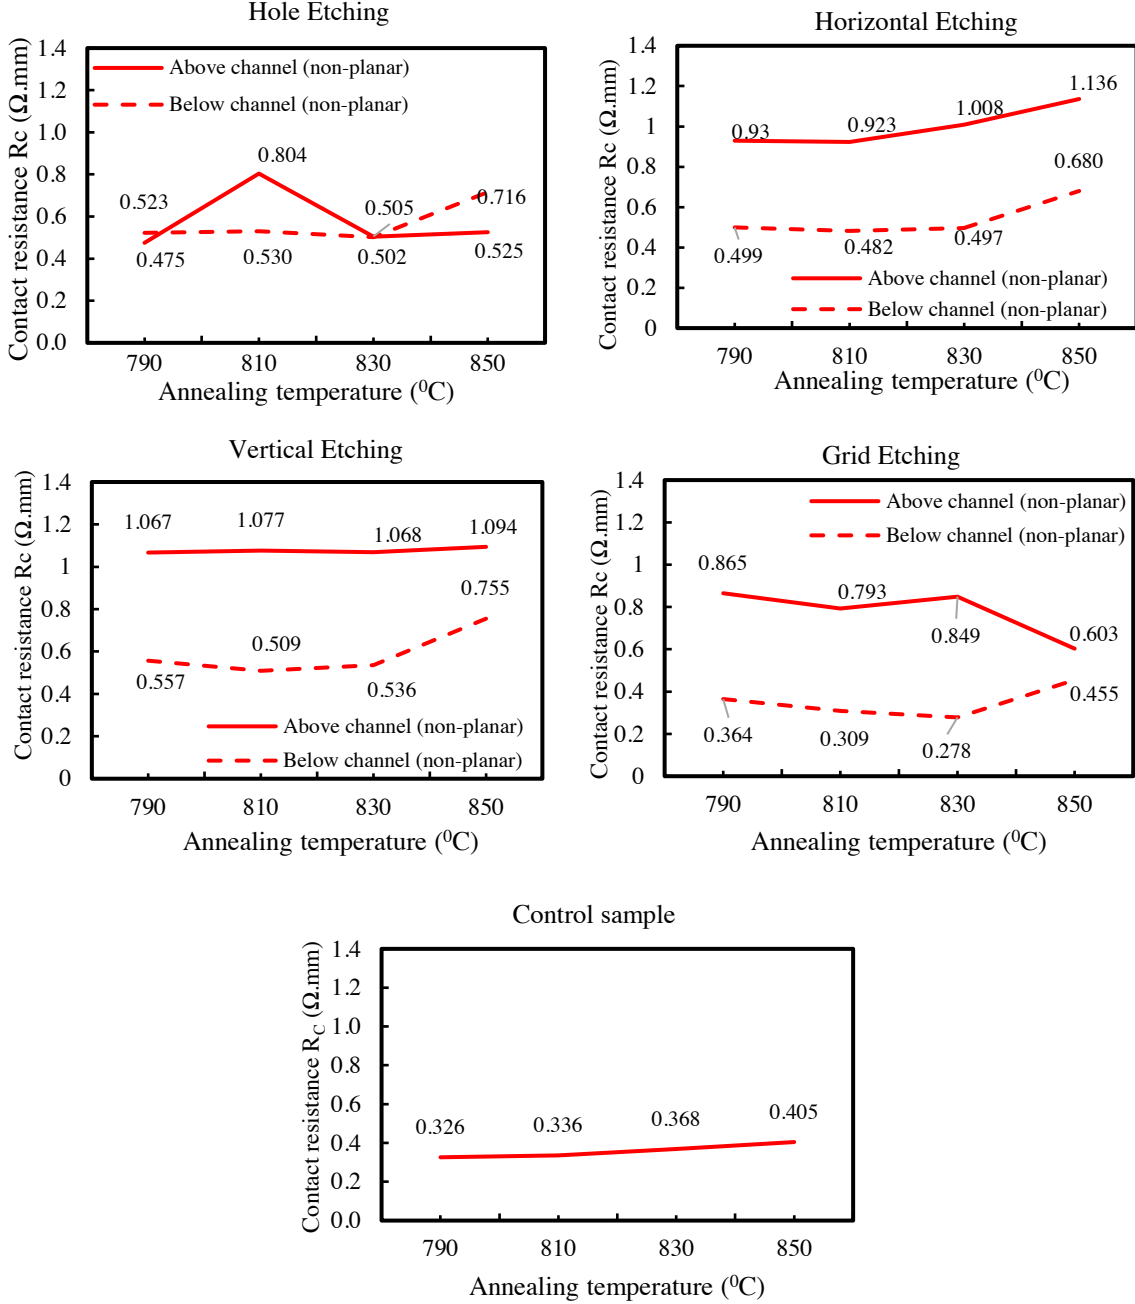 Hole Etching
Contact resistance Rc (Ω.mm)
1.4
1.2
1.0
0.8
0.6
0.4
0.2
0.0
Above channel (non-planar)
Below channel (non-planar)
0.523
0.804
0.505
0.716
0.475
0.530
0.502
0.525
790 810 830 850
Annealing temperature (⁰C)
Horizontal Etching
Contact resistance Rc (Ω.mm)
1.4
1.2
1
0.8
0.6
0.4
0.2
0
0.93
0.923
1.008
1.136
0.680
0.499
0.482
0.497
Above channel (non-planar)
Below channel (non-planar)
790 810 830 850
Annealing temperature (⁰C)
Vertical Etching
Contact resistance Rc (Ω.mm)
1.4
1.2
1
0.8
0.6
0.4
0.2
0
1.067
1.077
1.068
1.094
0.755
0.557
0.509
0.536
Above channel (non-planar)
Below channel (non-planar)
790 810 830 850
Annealing temperature (⁰C)
Grid Etching
Contact resistance Rc (Ω.mm)
1.4
1.2
1
0.8
0.6
0.4
0.2
0
Above channel (non-planar)
Below channel (non-planar)
0.865
0.793
0.849
0.603
0.364
0.309
0.278
0.455
790 810 830 850
Annealing temperature (⁰C)
Control sample
Contact resistance R_C (Ω.mm)
1.4
1.2
1.0
0.8
0.6
0.4
0.2
0.0
0.326
0.336
0.368
0.405
790 810 830 850
Annealing temperature (⁰C)